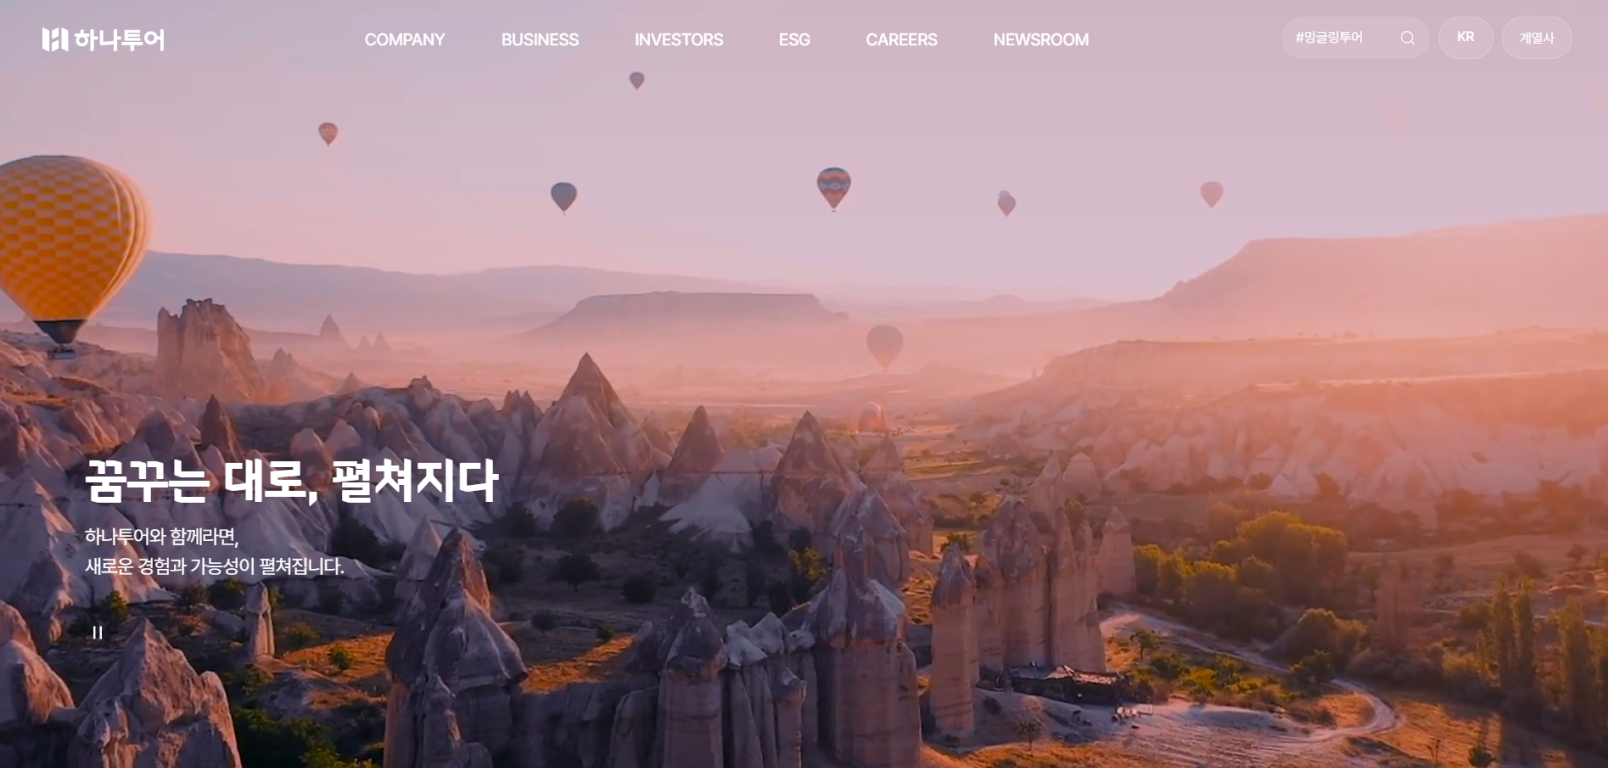 하나투어
COMPANY
BUSINESS
INVESTORS
ESG
CAREERS
NEWSROOM
#밍글링투어
KR
계열사
꿈꾸는 대로, 펼쳐지다
하나투어와 함께라면,
새로운 경험과 가능성이 펼쳐집니다.